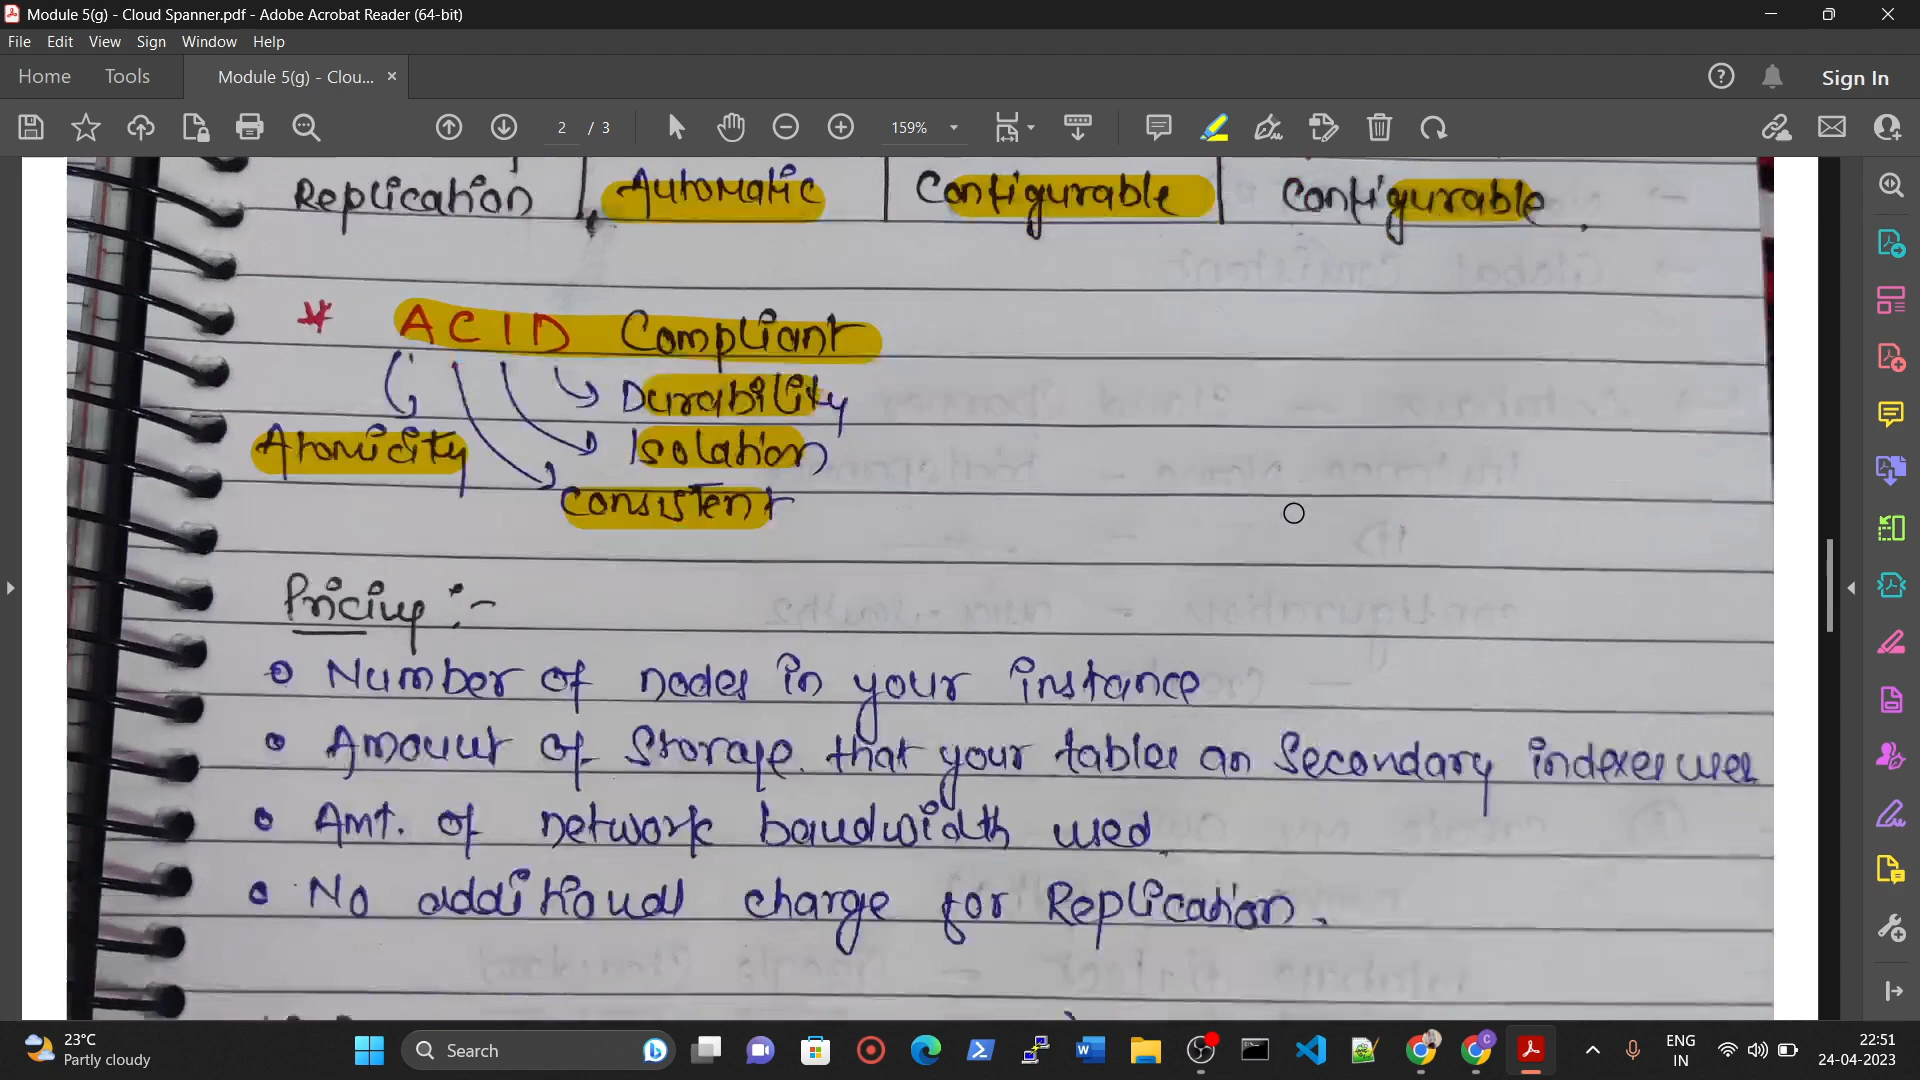 Module 5(g) - Cloud Spanner.pdf - Adobe Acrobat Reader (64-bit)
File Edit View Sign Window Help
Home Tools Module 5(g) - Clou... × Sign In
2 / 3 159%
Replication Automatic Configurable Configurable
* ACID Compliant
Durability
Atomicity Isolation
Consistent
Pricing :-
• Number of nodes in your instance
• Amount of Storage that your tables an Secondary indexes uses
• Amt. of network bandwidth used
• No additional charge for Replication.
23°C
Partly cloudy
Search
ENG
IN
22:51
24-04-2023